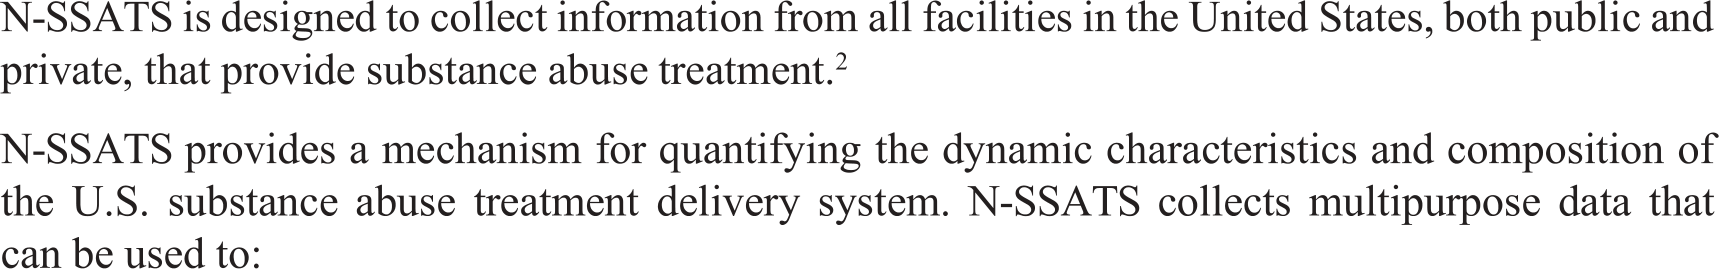 N-SSATS is designed to collect information from all facilities in the United States, both public and
private, that provide substance abuse treatment.²
N-SSATS provides a mechanism for quantifying the dynamic characteristics and composition of
the U.S. substance abuse treatment delivery system. N-SSATS collects multipurpose data that
can be used to: